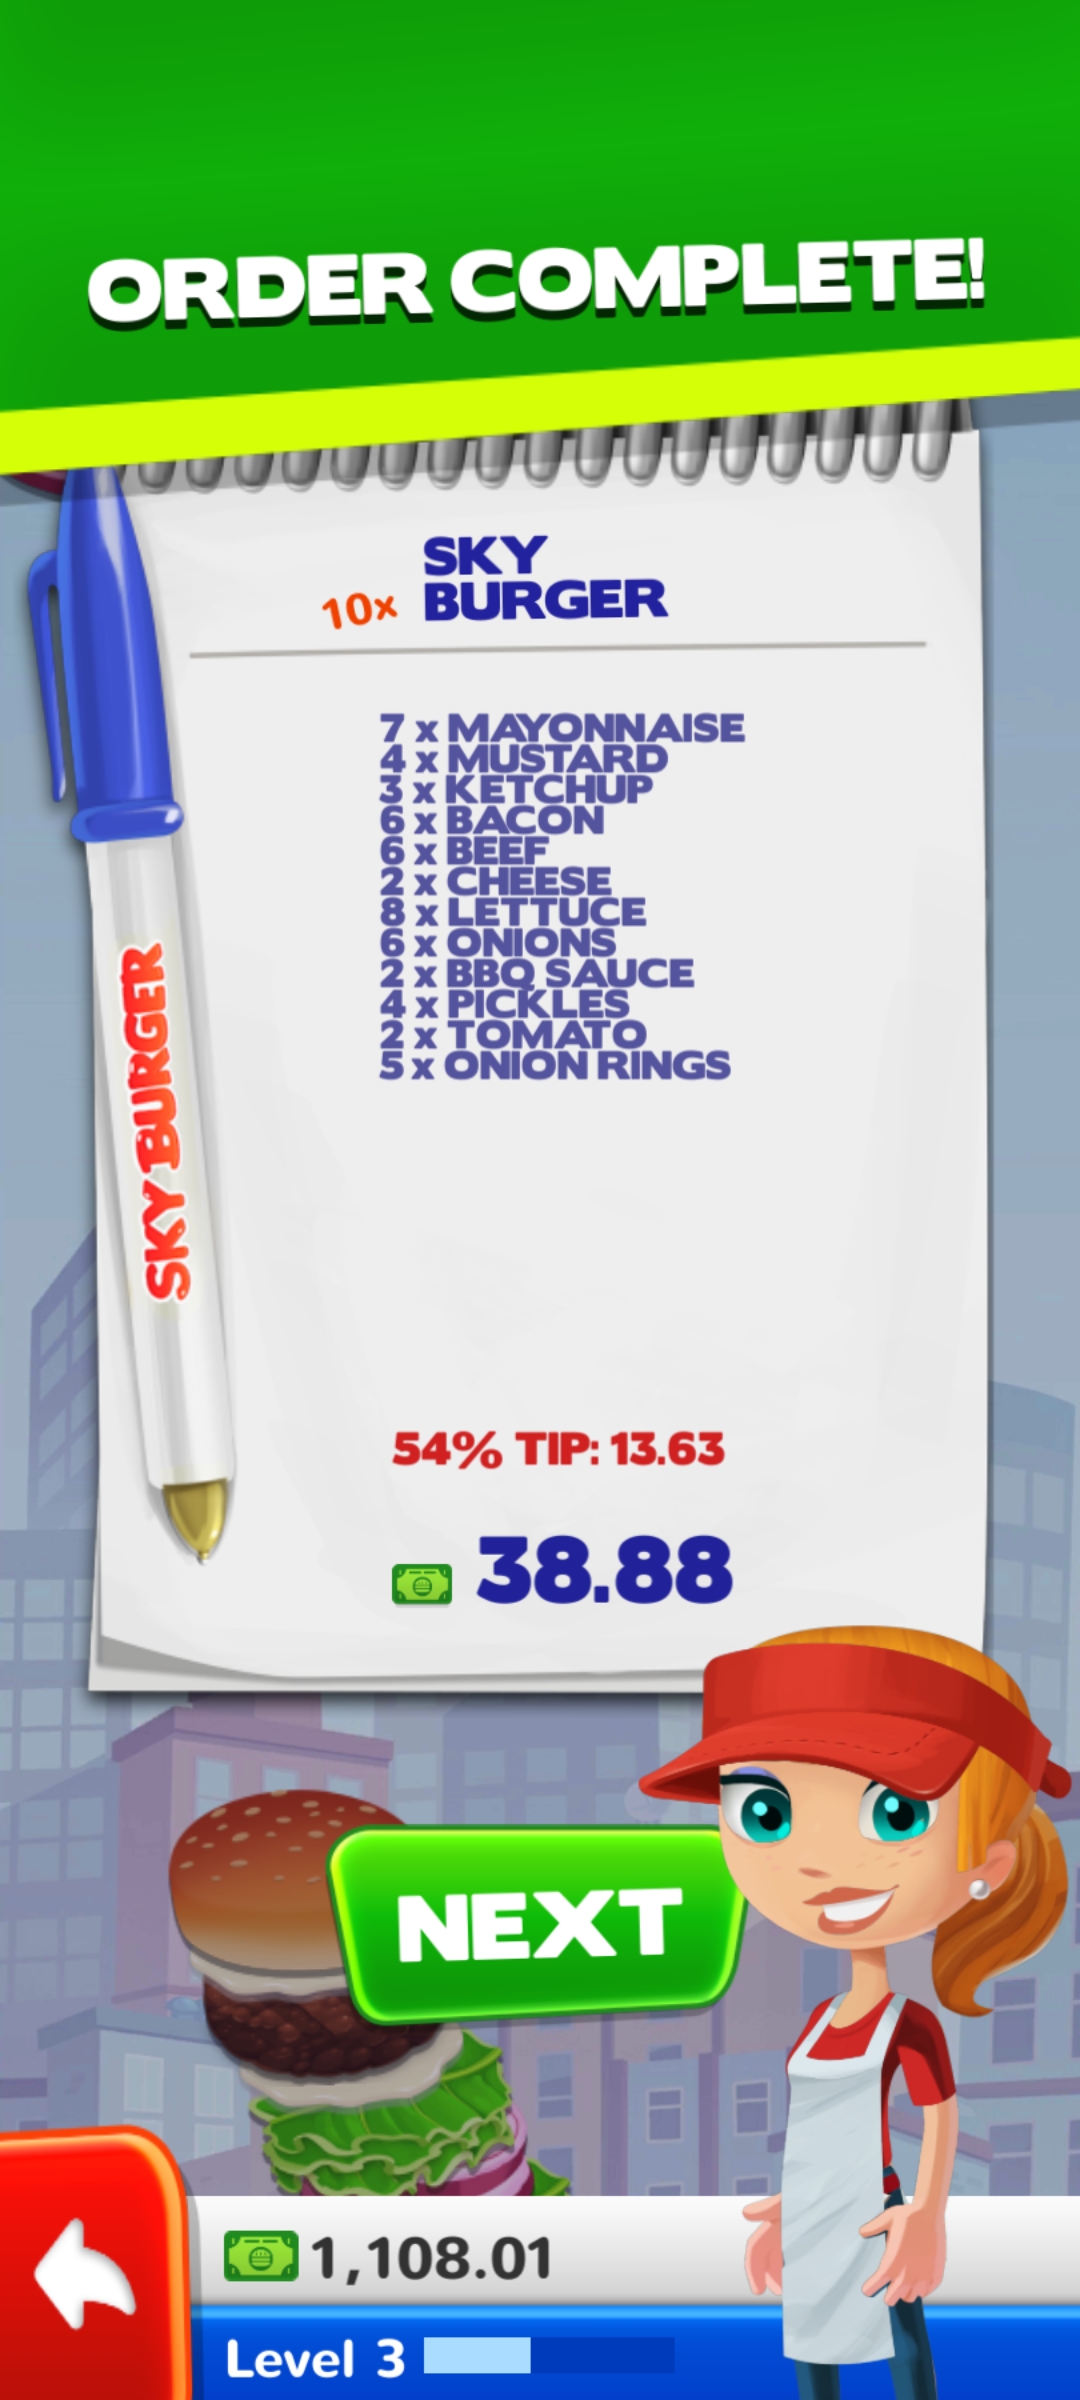 ORDER COMPLETE!
SKY
10x BURGER
7 x MAYONNAISE
4 x MUSTARD
3 x KETCHUP
6 x BACON
6 x BEEF
2 x CHEESE
8 x LETTUCE
6 x ONIONS
2 x BBQ SAUCE
4 x PICKLES
2 x TOMATO
5 x ONION RINGS
SKY BURGER
54% TIP: 13.63
38.88
NEXT
1,108.01
Level 3